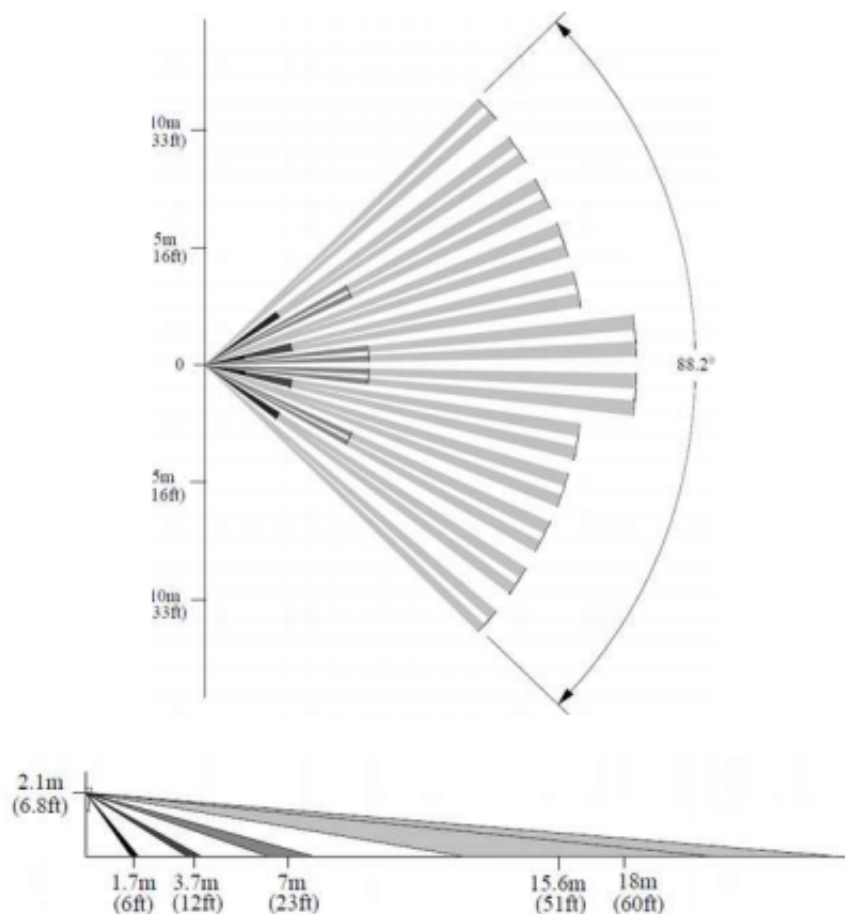 10m
33ft)
5m
16ft)
0
88.2°
5m
16ft)
10m
33ft)
2.1m
(6.8ft)
1.7m
(6ft)
3.7m
(12ft)
7m
(23ft)
15.6m
(51ft)
18m
(60ft)